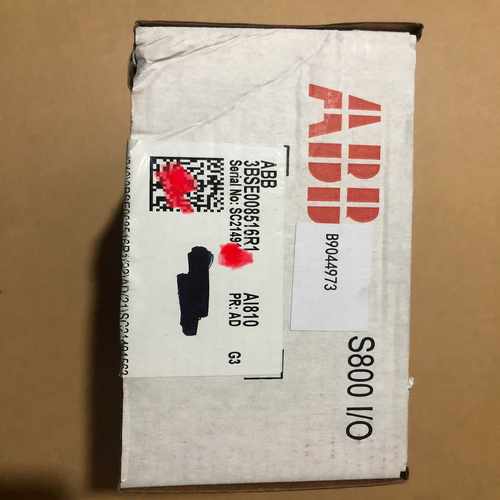 ABB
B9044973
S800 I/O
ABB
3BSE008516R1
Serial No: SC2149
AI810
PR: AD
G3